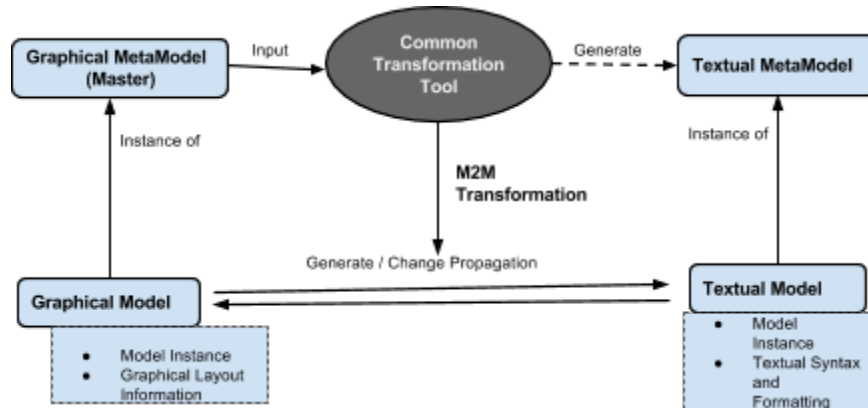 Graphical MetaModel
(Master)
Input
Common
Transformation
Tool
Generate
Textual MetaModel
Instance of
Instance of
M2M
Transformation
Generate / Change Propagation
Graphical Model
Textual Model
● Model Instance
● Graphical Layout
Information
● Model
Instance
● Textual Syntax
and
Formatting